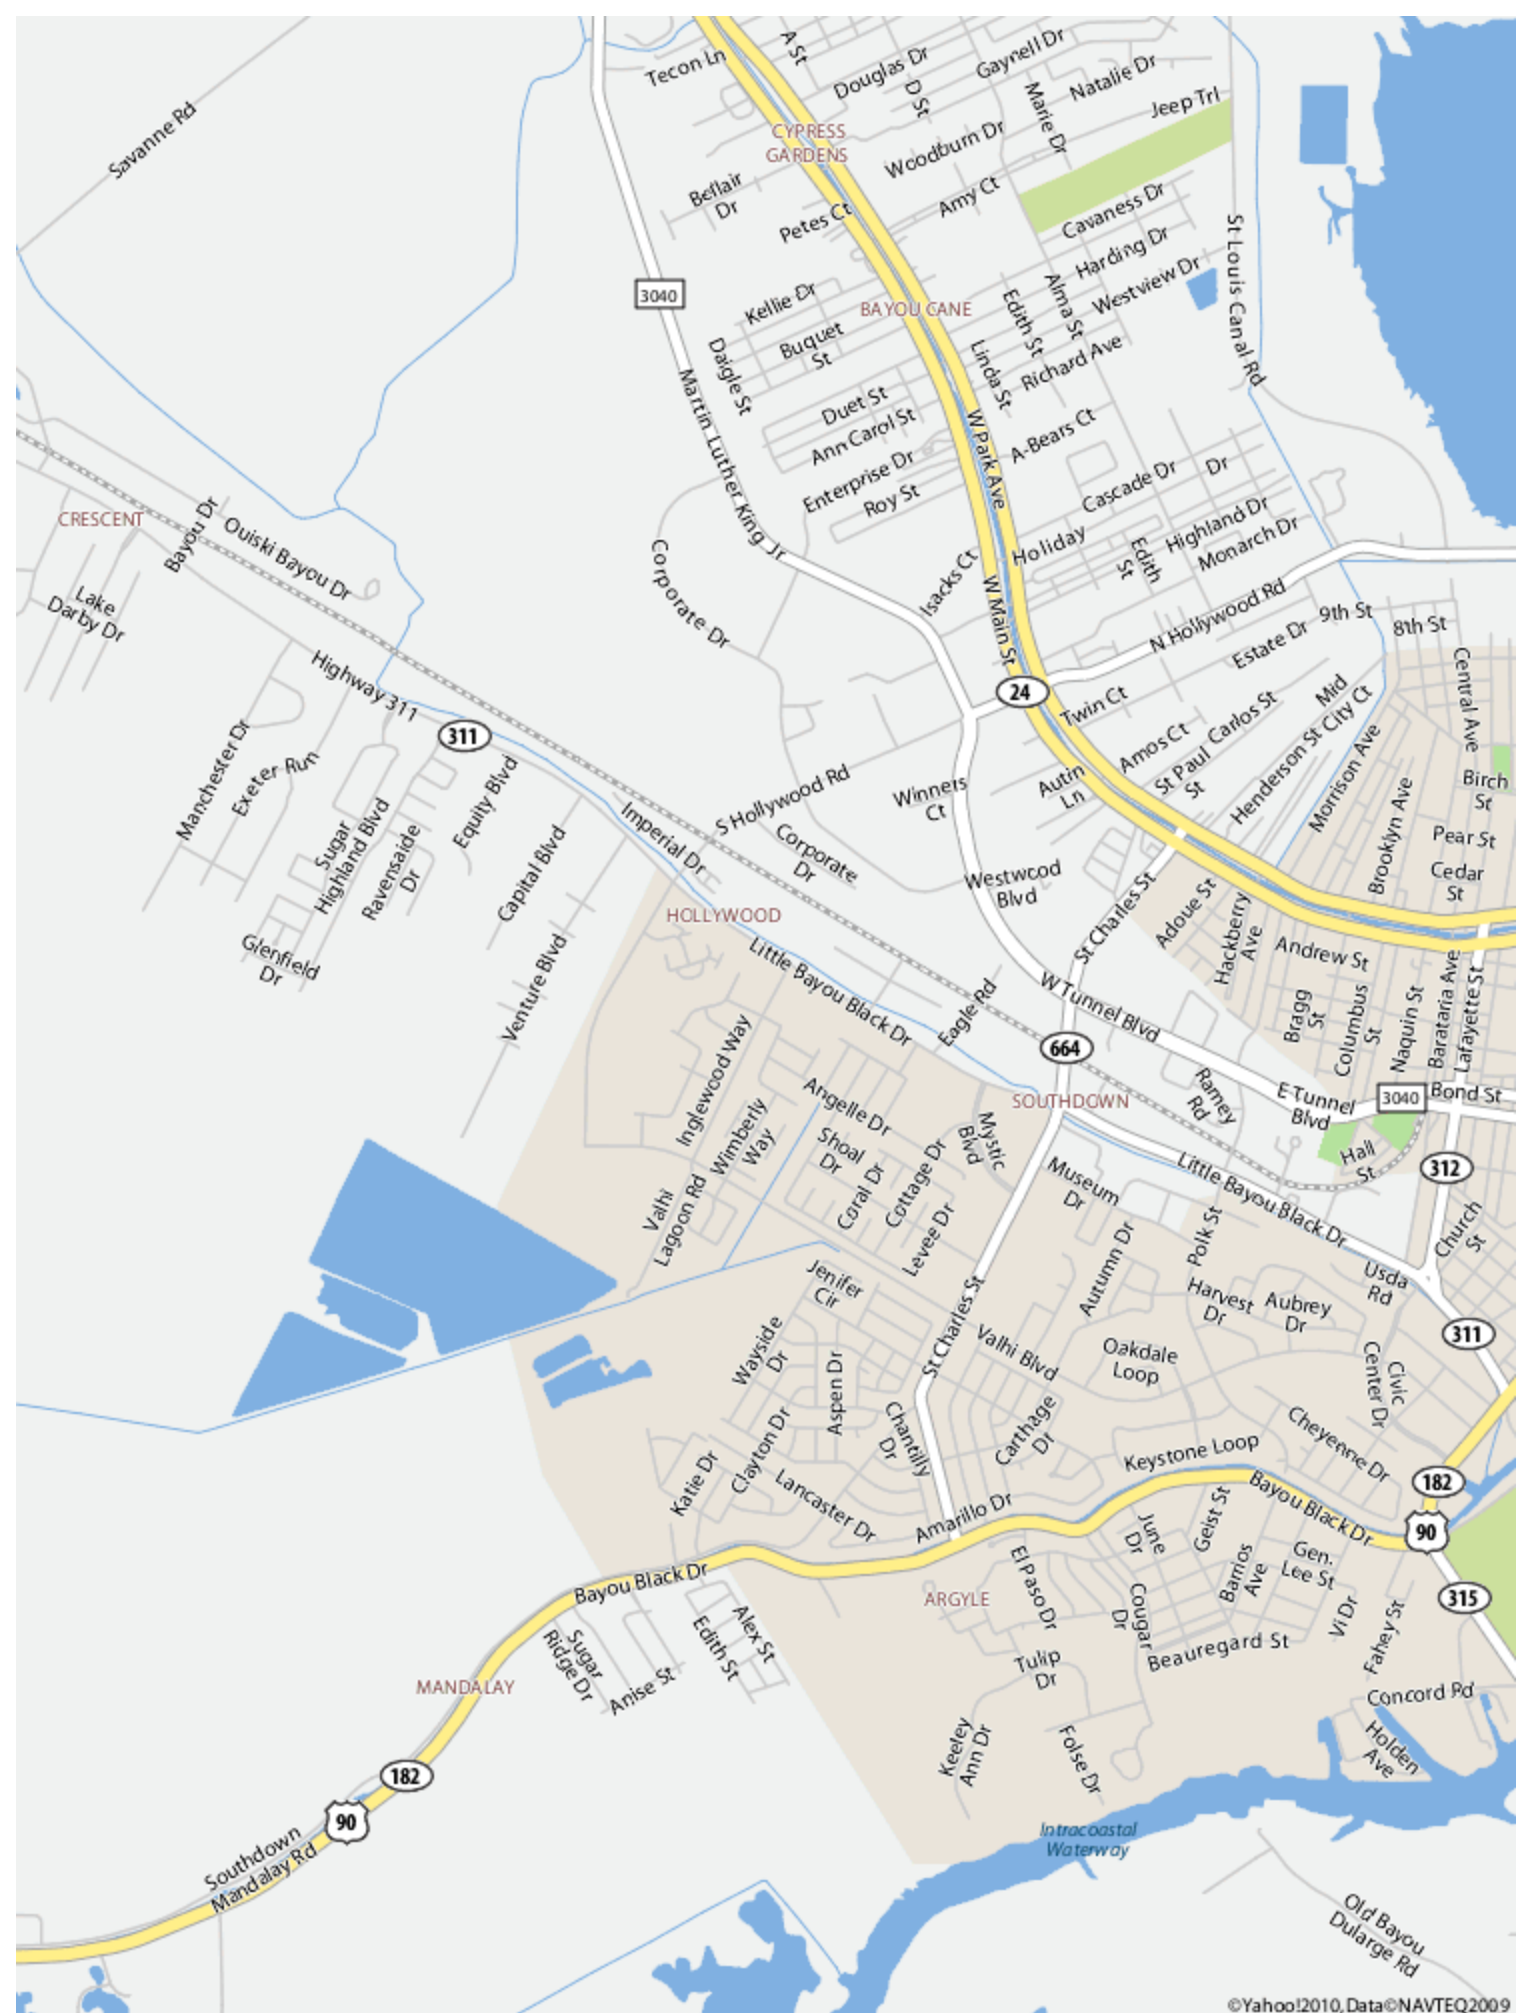 Tecon Ln
A St
Douglas Dr
D St
Gaynell Dr
Marie Dr
Natalie Dr
Jeep Trl
Savanne Rd
CYPRESS
GARDENS
Woodburn Dr
Bellair
Dr
Petes Ct
Amy Ct
Cavaness Dr
Harding Dr
Westview Dr
St Louis Canal Rd
3040
Kellie Dr
BAYOU CANE
Edith St
Alma St
Buquet
St
Daigle St
Linda St
Richard Ave
Martin Luther King Jr
Duet St
Ann Carol St
W Park Ave
A-Bears Ct
Enterprise Dr
Roy St
Cascade Dr
Dr
Highland Dr
Monarch Dr
Holiday
Edith
St
CRESCENT
Bayou Dr
Ouiski Bayou Dr
Lake
Darby Dr
Corporate Dr
Isacks Ct
W Main St
N Hollywood Rd
Estate Dr
9th St
8th St
Central Ave
Highway 311
311
24
Twin Ct
Mid
City Ct
Carlos St
Amos Ct
St Paul
St
Henderson St
Morrison Ave
Manchester Dr
Exeter Run
Sugar
Highland Blvd
Ravensaide
Dr
Equity Blvd
Capital Blvd
Imperial Dr
S Hollywood Rd
Corporate
Dr
Winners
Ct
Autin
Ln
Birch
St
Brooklyn Ave
Pear St
Cedar
St
Westwood
Blvd
St Charles St
Adoue St
Hackberry
Ave
Andrew St
HOLLYWOOD
Glenfield
Dr
Venture Blvd
Little Bayou Black Dr
Eagle Rd
W Tunnel Blvd
Bragg
St
Columbus
St
Naquin St
Barataria Ave
Lafayette St
664
Inglewood Way
Wimberly
Way
Angelle Dr
SOUTHDOWN
Ramey
Rd
E Tunnel
Blvd
3040
Bond St
Hall
St
312
Shoal
Dr
Coral Dr
Cottage Dr
Levee Dr
Mystic
Blvd
Museum
Dr
Little Bayou Black Dr
Valhi
Lagoon Rd
Autumn Dr
Polk St
Church
St
Usda
Rd
Jenifer
Cir
St Charles St
Harvest
Dr
Aubrey
Dr
311
Wayside
Dr
Aspen Dr
Valhi Blvd
Oakdale
Loop
Civic
Center Dr
Chantilly
Dr
Carthage
Dr
Cheyenne Dr
Katie Dr
Clayton Dr
Lancaster Dr
Keystone Loop
182
Amarillo Dr
Bayou Black Dr
90
Geist St
June
Dr
Bayou Black Dr
ARGYLE
El Paso Dr
Cougar
Dr
Barrios
Ave
Gen.
Lee St
Vi Dr
Fahey St
315
Alex St
Edith St
Sugar
Ridge Dr
Anise St
Beauregard St
Tulip
Dr
MANDALAY
Concord Rd
Keeley
Ann Dr
Folse Dr
Holden
Ave
182
90
Southdown
Mandalay Rd
Intracoastal
Waterway
Old Bayou
Dularge Rd
©Yahoo!2010, Data©NAVTEQ2009